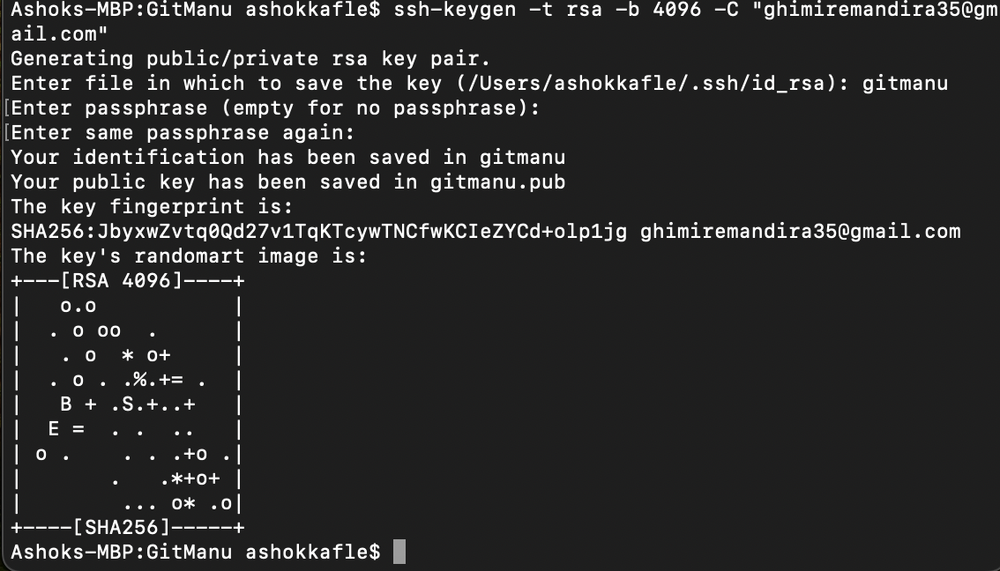 Ashoks-MBP:GitManu ashokkafle$ ssh-keygen -t rsa -b 4096 -C "ghimiremandira35@gm
ail.com"
Generating public/private rsa key pair.
Enter file in which to save the key (/Users/ashokkafle/.ssh/id_rsa): gitmanu
[Enter passphrase (empty for no passphrase):
[Enter same passphrase again:
Your identification has been saved in gitmanu
Your public key has been saved in gitmanu.pub
The key fingerprint is:
SHA256:JbyxwZvtq0Qd27v1TqKTcywTNCfwKCIeZYCd+olp1jg ghimiremandira35@gmail.com
The key's randomart image is:
+---[RSA 4096]----+
|   o.o           |
|  . o oo  .      |
|   . o  * o+     |
|  . o . .%.+= .  |
|   B + .S.+..+   |
|  E =  . .  ..   |
| o .    . . .+o .|
|       .   .*+o+ |
|        ... o* .o|
+----[SHA256]-----+
Ashoks-MBP:GitManu ashokkafle$